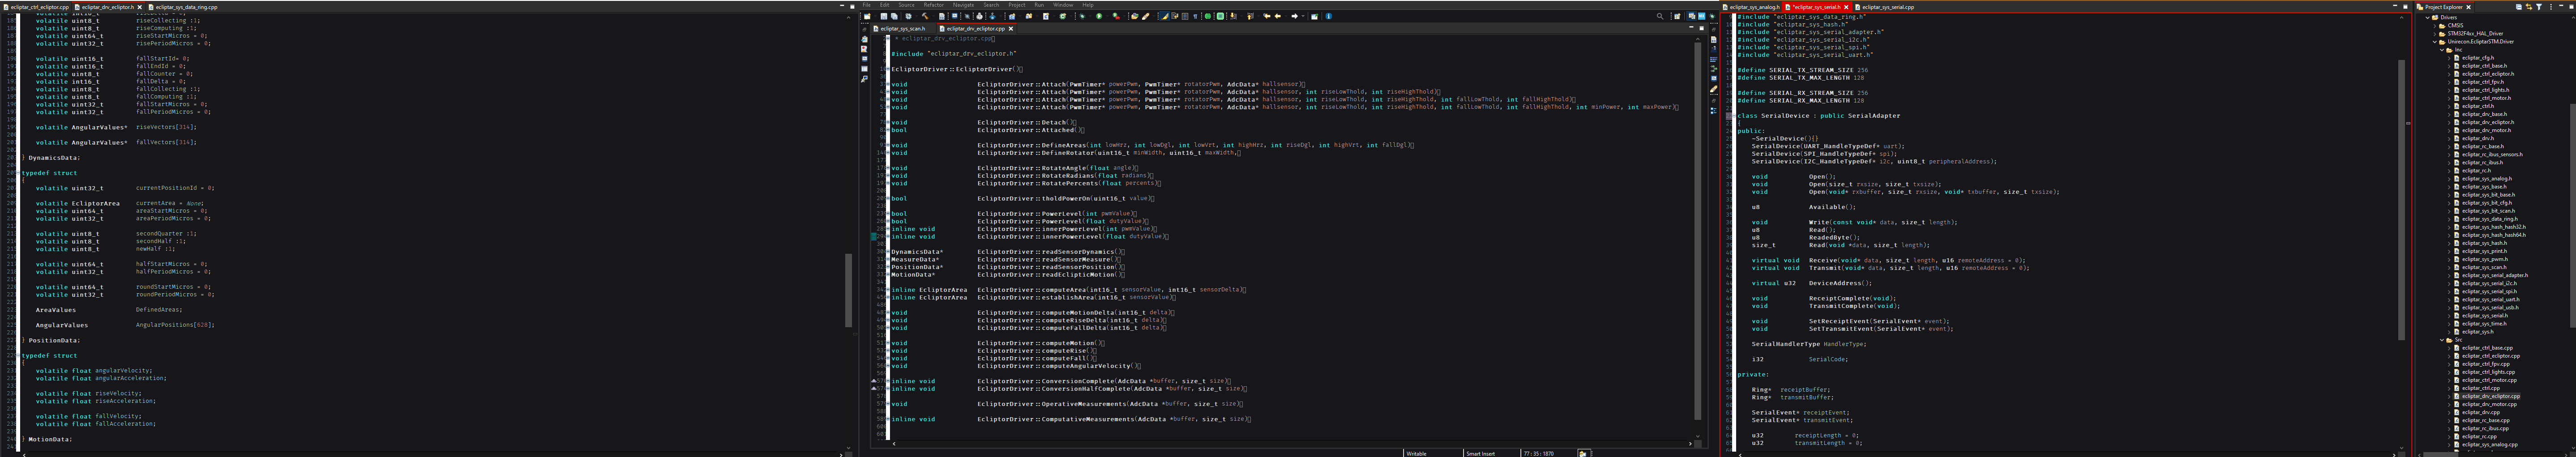 ecliptar_ctrl_ecliptor.cpp
ecliptar_drv_ecliptor.h
ecliptar_sys_data_ring.cpp
volatile uint8_t riseCollecting :1;
volatile uint8_t riseComputing :1;
volatile uint64_t riseStartMicros = 0;
volatile uint32_t risePeriodMicros = 0;
volatile uint16_t fallStartId= 0;
volatile uint16_t fallEndId = 0;
volatile uint8_t fallCounter = 0;
volatile int16_t fallDelta = 0;
volatile uint8_t fallCollecting :1;
volatile uint8_t fallComputing :1;
volatile uint32_t fallStartMicros = 0;
volatile uint32_t fallPeriodMicros = 0;
volatile AngularValues* riseVectors[314];
volatile AngularValues* fallVectors[314];
} DynamicsData;
typedef struct
{
volatile uint32_t currentPositionId = 0;
volatile EcliptorArea currentArea = None;
volatile uint64_t areaStartMicros = 0;
volatile uint32_t areaPeriodMicros = 0;
volatile uint8_t secondQuarter :1;
volatile uint8_t secondHalf :1;
volatile uint8_t newHalf :1;
volatile uint64_t halfStartMicros = 0;
volatile uint32_t halfPeriodMicros = 0;
volatile uint64_t roundStartMicros = 0;
volatile uint32_t roundPeriodMicros = 0;
AreaValues DefinedAreas;
AngularValues AngularPositions[628];
} PositionData;
typedef struct
{
volatile float angularVelocity;
volatile float angularAcceleration;
volatile float riseVelocity;
volatile float riseAcceleration;
volatile float fallVelocity;
volatile float fallAcceleration;
} MotionData;
File Edit Source Refactor Navigate Search Project Run Window Help
ecliptar_sys_scan.h
ecliptar_drv_ecliptor.cpp
* ecliptar_drv_ecliptor.cpp
#include "ecliptar_drv_ecliptor.h"
EcliptorDriver::EcliptorDriver()
void EcliptorDriver::Attach(PwmTimer* powerPwm, PwmTimer* rotatorPwm, AdcData* hallsensor)
void EcliptorDriver::Attach(PwmTimer* powerPwm, PwmTimer* rotatorPwm, AdcData* hallsensor, int riseLowThold, int riseHighThold)
void EcliptorDriver::Attach(PwmTimer* powerPwm, PwmTimer* rotatorPwm, AdcData* hallsensor, int riseLowThold, int riseHighThold, int fallLowThold, int fallHighThold)
void EcliptorDriver::Attach(PwmTimer* powerPwm, PwmTimer* rotatorPwm, AdcData* hallsensor, int riseLowThold, int riseHighThold, int fallLowThold, int fallHighThold, int minPower, int maxPower)
void EcliptorDriver::Detach()
bool EcliptorDriver::Attached()
void EcliptorDriver::DefineAreas(int lowHrz, int lowDgl, int lowVrt, int highHrz, int riseDgl, int highVrt, int fallDgl)
void EcliptorDriver::DefineRotator(uint16_t minWidth, uint16_t maxWidth,
void EcliptorDriver::RotateAngle(float angle)
void EcliptorDriver::RotateRadians(float radians)
void EcliptorDriver::RotatePercents(float percents)
bool EcliptorDriver::tholdPowerOn(uint16_t value)
bool EcliptorDriver::PowerLevel(int pwmValue)
bool EcliptorDriver::PowerLevel(float dutyValue)
inline void EcliptorDriver::innerPowerLevel(int pwmValue)
inline void EcliptorDriver::innerPowerLevel(float dutyValue)
DynamicsData* EcliptorDriver::readSensorDynamics()
MeasureData* EcliptorDriver::readSensorMeasure()
PositionData* EcliptorDriver::readSensorPosition()
MotionData* EcliptorDriver::readEclipticMotion()
inline EcliptorArea EcliptorDriver::computeArea(int16_t sensorValue, int16_t sensorDelta)
inline EcliptorArea EcliptorDriver::establishArea(int16_t sensorValue)
void EcliptorDriver::computeMotionDelta(int16_t delta)
void EcliptorDriver::computeRiseDelta(int16_t delta)
void EcliptorDriver::computeFallDelta(int16_t delta)
void EcliptorDriver::computeMotion()
void EcliptorDriver::computeRise()
void EcliptorDriver::computeFall()
void EcliptorDriver::computeAngularVelocity()
inline void EcliptorDriver::ConversionComplete(AdcData *buffer, size_t size)
inline void EcliptorDriver::ConversionHalfComplete(AdcData *buffer, size_t size)
void EcliptorDriver::OperativeMeasurements(AdcData *buffer, size_t size)
inline void EcliptorDriver::ComputativeMeasurements(AdcData *buffer, size_t size)
Writable
Smart Insert
77 : 35 : 1870
ecliptar_sys_analog.h
*ecliptar_sys_serial.h
ecliptar_sys_serial.cpp
#include "ecliptar_sys_data_ring.h"
#include "ecliptar_sys_hash.h"
#include "ecliptar_sys_serial_adapter.h"
#include "ecliptar_sys_serial_i2c.h"
#include "ecliptar_sys_serial_spi.h"
#include "ecliptar_sys_serial_uart.h"
#define SERIAL_TX_STREAM_SIZE 256
#define SERIAL_TX_MAX_LENGTH 128
#define SERIAL_RX_STREAM_SIZE 256
#define SERIAL_RX_MAX_LENGTH 128
class SerialDevice : public SerialAdapter
{
public:
~SerialDevice(){}
SerialDevice(UART_HandleTypeDef* uart);
SerialDevice(SPI_HandleTypeDef* spi);
SerialDevice(I2C_HandleTypeDef* i2c, uint8_t peripheralAddress);
void Open();
void Open(size_t rxsize, size_t txsize);
void Open(void* rxbuffer, size_t rxsize, void* txbuffer, size_t txsize);
u8 Available();
void Write(const void* data, size_t length);
u8 Read();
u8 ReadedByte();
size_t Read(void *data, size_t length);
virtual void Receive(void* data, size_t length, u16 remoteAddress = 0);
virtual void Transmit(void* data, size_t length, u16 remoteAddress = 0);
virtual u32 DeviceAddress();
void ReceiptComplete(void);
void TransmitComplete(void);
void SetReceiptEvent(SerialEvent* event);
void SetTransmitEvent(SerialEvent* event);
SerialHandlerType HandlerType;
i32 SerialCode;
private:
Ring* receiptBuffer;
Ring* transmitBuffer;
SerialEvent* receiptEvent;
SerialEvent* transmitEvent;
u32 receiptLength = 0;
u32 transmitLength = 0;
Project Explorer
Drivers
CMSIS
STM32F4xx_HAL_Driver
Unirecon.EcliptarSTM.Driver
Inc
ecliptar_cfg.h
ecliptar_ctrl_base.h
ecliptar_ctrl_ecliptor.h
ecliptar_ctrl_fpv.h
ecliptar_ctrl_lights.h
ecliptar_ctrl_motor.h
ecliptar_ctrl.h
ecliptar_drv_base.h
ecliptar_drv_ecliptor.h
ecliptar_drv_motor.h
ecliptar_drv.h
ecliptar_rc_base.h
ecliptar_rc_ibus_sensors.h
ecliptar_rc_ibus.h
ecliptar_rc.h
ecliptar_sys_analog.h
ecliptar_sys_base.h
ecliptar_sys_bit_base.h
ecliptar_sys_bit_cfg.h
ecliptar_sys_bit_scan.h
ecliptar_sys_data_ring.h
ecliptar_sys_hash_hash32.h
ecliptar_sys_hash_hash64.h
ecliptar_sys_hash.h
ecliptar_sys_print.h
ecliptar_sys_pwm.h
ecliptar_sys_scan.h
ecliptar_sys_serial_adapter.h
ecliptar_sys_serial_i2c.h
ecliptar_sys_serial_spi.h
ecliptar_sys_serial_uart.h
ecliptar_sys_serial_usb.h
ecliptar_sys_serial.h
ecliptar_sys_time.h
ecliptar_sys.h
Src
ecliptar_ctrl_base.cpp
ecliptar_ctrl_ecliptor.cpp
ecliptar_ctrl_fpv.cpp
ecliptar_ctrl_lights.cpp
ecliptar_ctrl_motor.cpp
ecliptar_ctrl.cpp
ecliptar_drv_base.cpp
ecliptar_drv_ecliptor.cpp
ecliptar_drv_motor.cpp
ecliptar_drv.cpp
ecliptar_rc_base.cpp
ecliptar_rc_ibus.cpp
ecliptar_rc.cpp
ecliptar_sys_analog.cpp